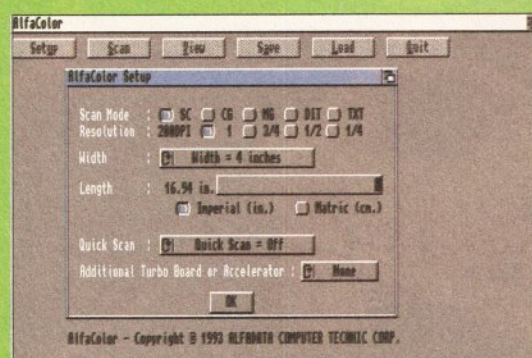 AlfaColor
Setup Scan View Save Load Quit
AlfaColor Setup
Scan Mode : SC CG MG DIT TXT
Resolution : 200DPI 1 3/4 1/2 1/4
Width : Width = 4 inches
Length : 16.94 in.
Imperial (in.) Matric (cm.)
Quick Scan : Quick Scan = Off
Additional Turbo Board or Accelerator : None
OK
AlfaColor - Copyright © 1993 ALFADATA COMPUTER TECHNIC CORP.